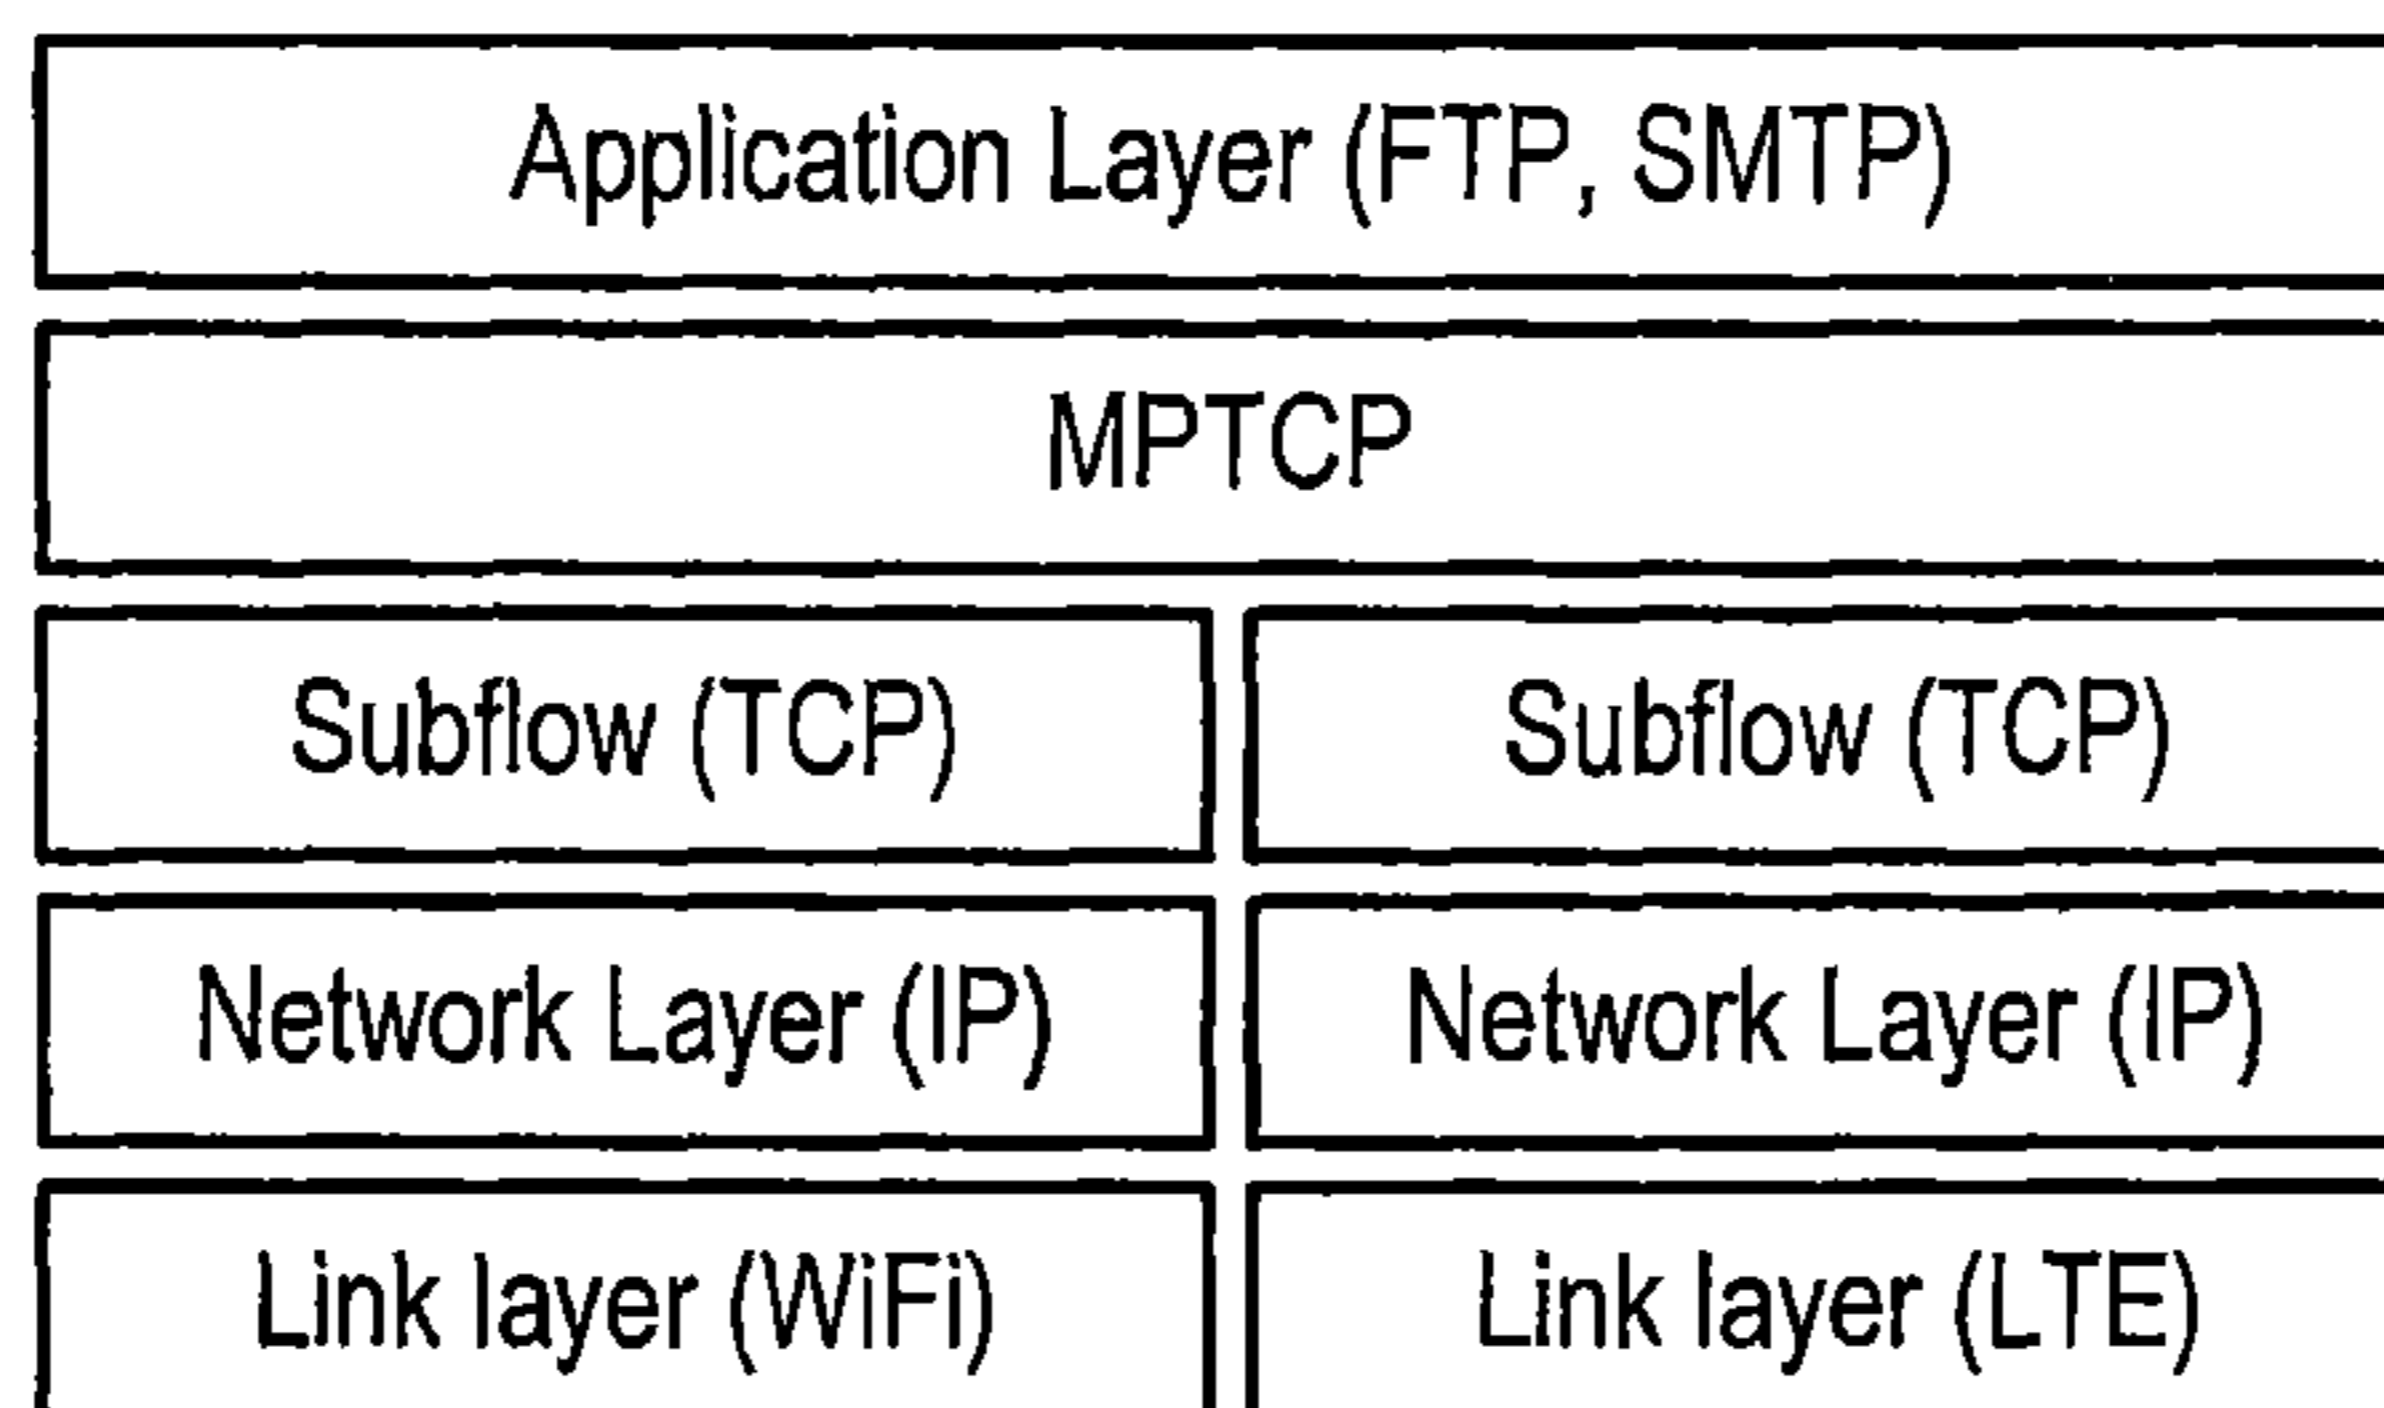 Application Layer (FTP, SMTP)
MPTCP
Subflow (TCP)
Subflow (TCP)
Network Layer (IP)
Network Layer (IP)
Link layer (WiFi)
Link layer (LTE)